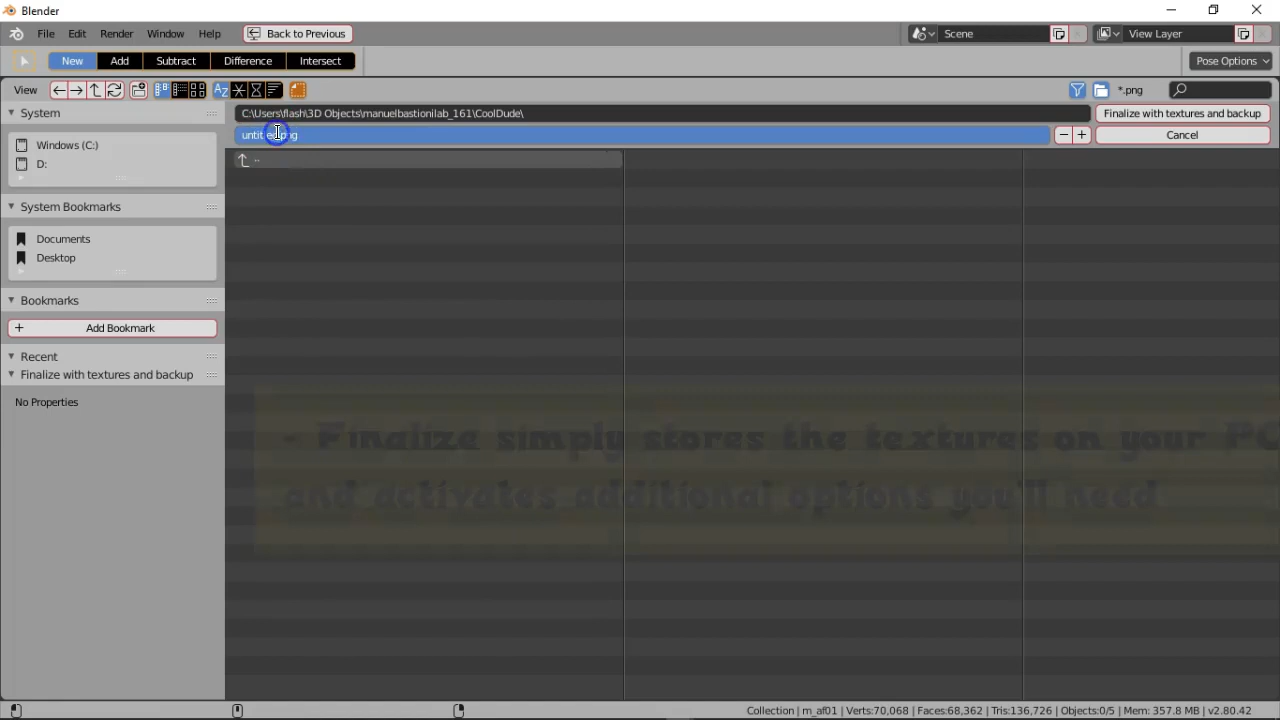 Blender
File Edit Render Window Help Back to Previous Scene View Layer
New Add Subtract Difference Intersect Pose Options
View *.png
System C:\Users\flash\3D Objects\manuelbastionilab_161\CoolDude\ Finalize with textures and backup
untitled.png Cancel
Windows (C:)
D:
..
System Bookmarks
Documents
Desktop
Bookmarks
Add Bookmark
Recent
Finalize with textures and backup
No Properties
- Finalize simply stores the textures on your PC
and activates additional options you'll need
Collection | m_af01 | Verts:70,068 | Faces:68,362 | Tris:136,726 | Objects:0/5 | Mem: 357.8 MB | v2.80.42